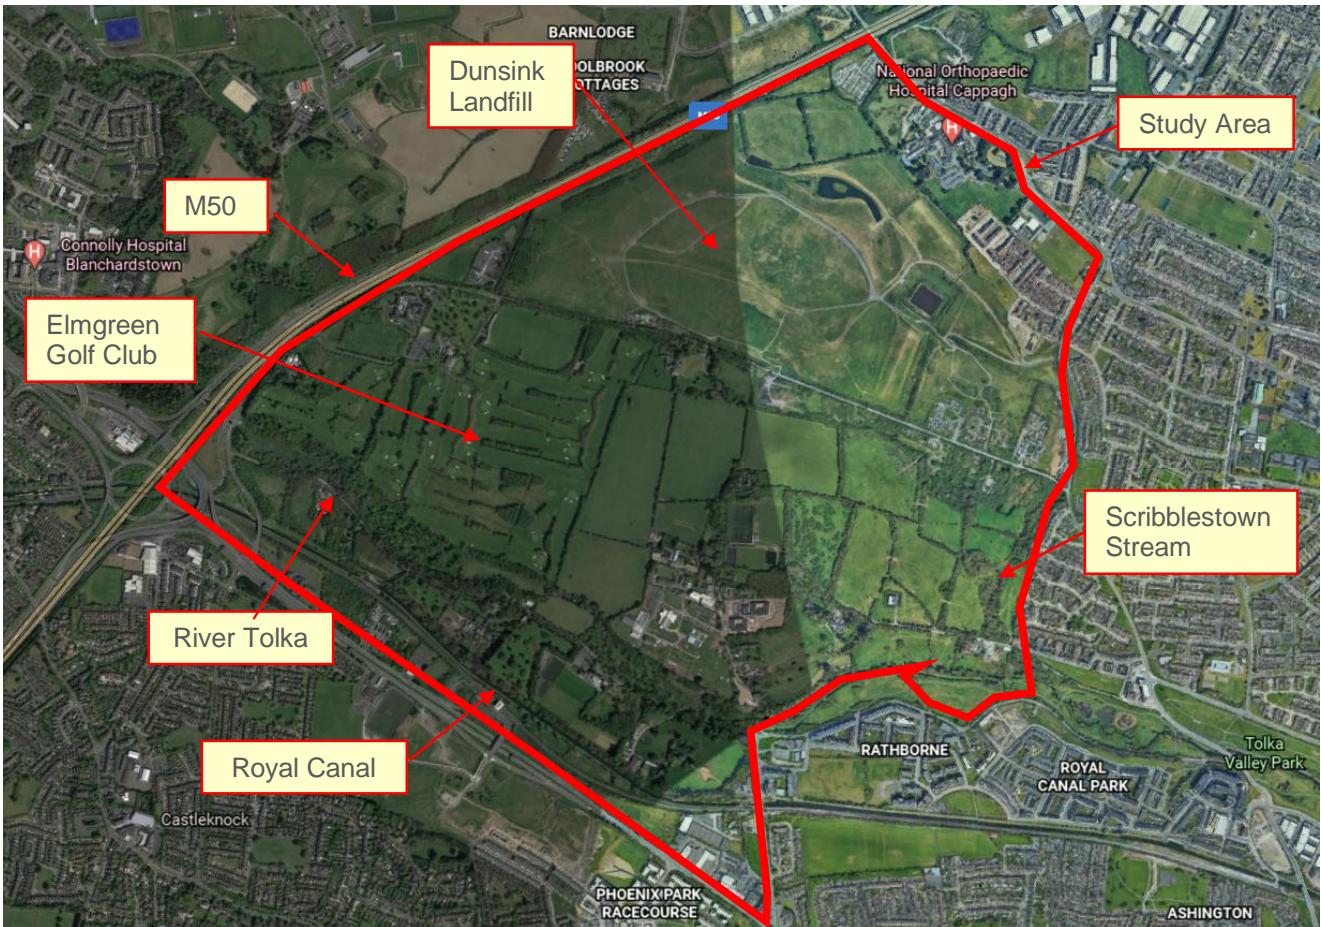 BARNLODGE
Dunsink
Landfill
OOLBROOK
OTTAGES
National Orthopaedic
Hospital Cappagh
H
Study Area
M50
Connolly Hospital
Blanchardstown
H
Elmgreen
Golf Club
Scribblestown
Stream
River Tolka
Royal Canal
RATHBORNE
ROYAL
CANAL PARK
Tolka
Valley Park
Castleknock
PHOENIX PARK
RACECOURSE
ASHINGTON